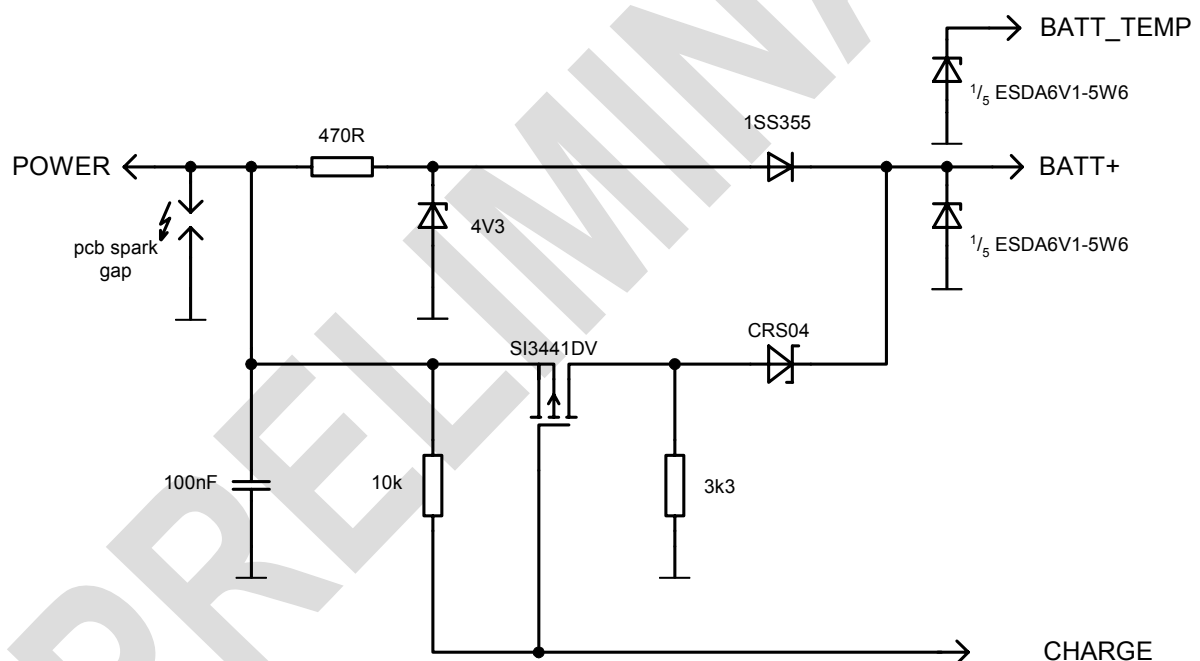 BATT_TEMP
1/5 ESDA6V1-5W6
470R
1SS355
POWER
BATT+
4V3
pcb spark
gap
1/5 ESDA6V1-5W6
CRS04
SI3441DV
100nF
10k
3k3
CHARGE
PRELIMINA